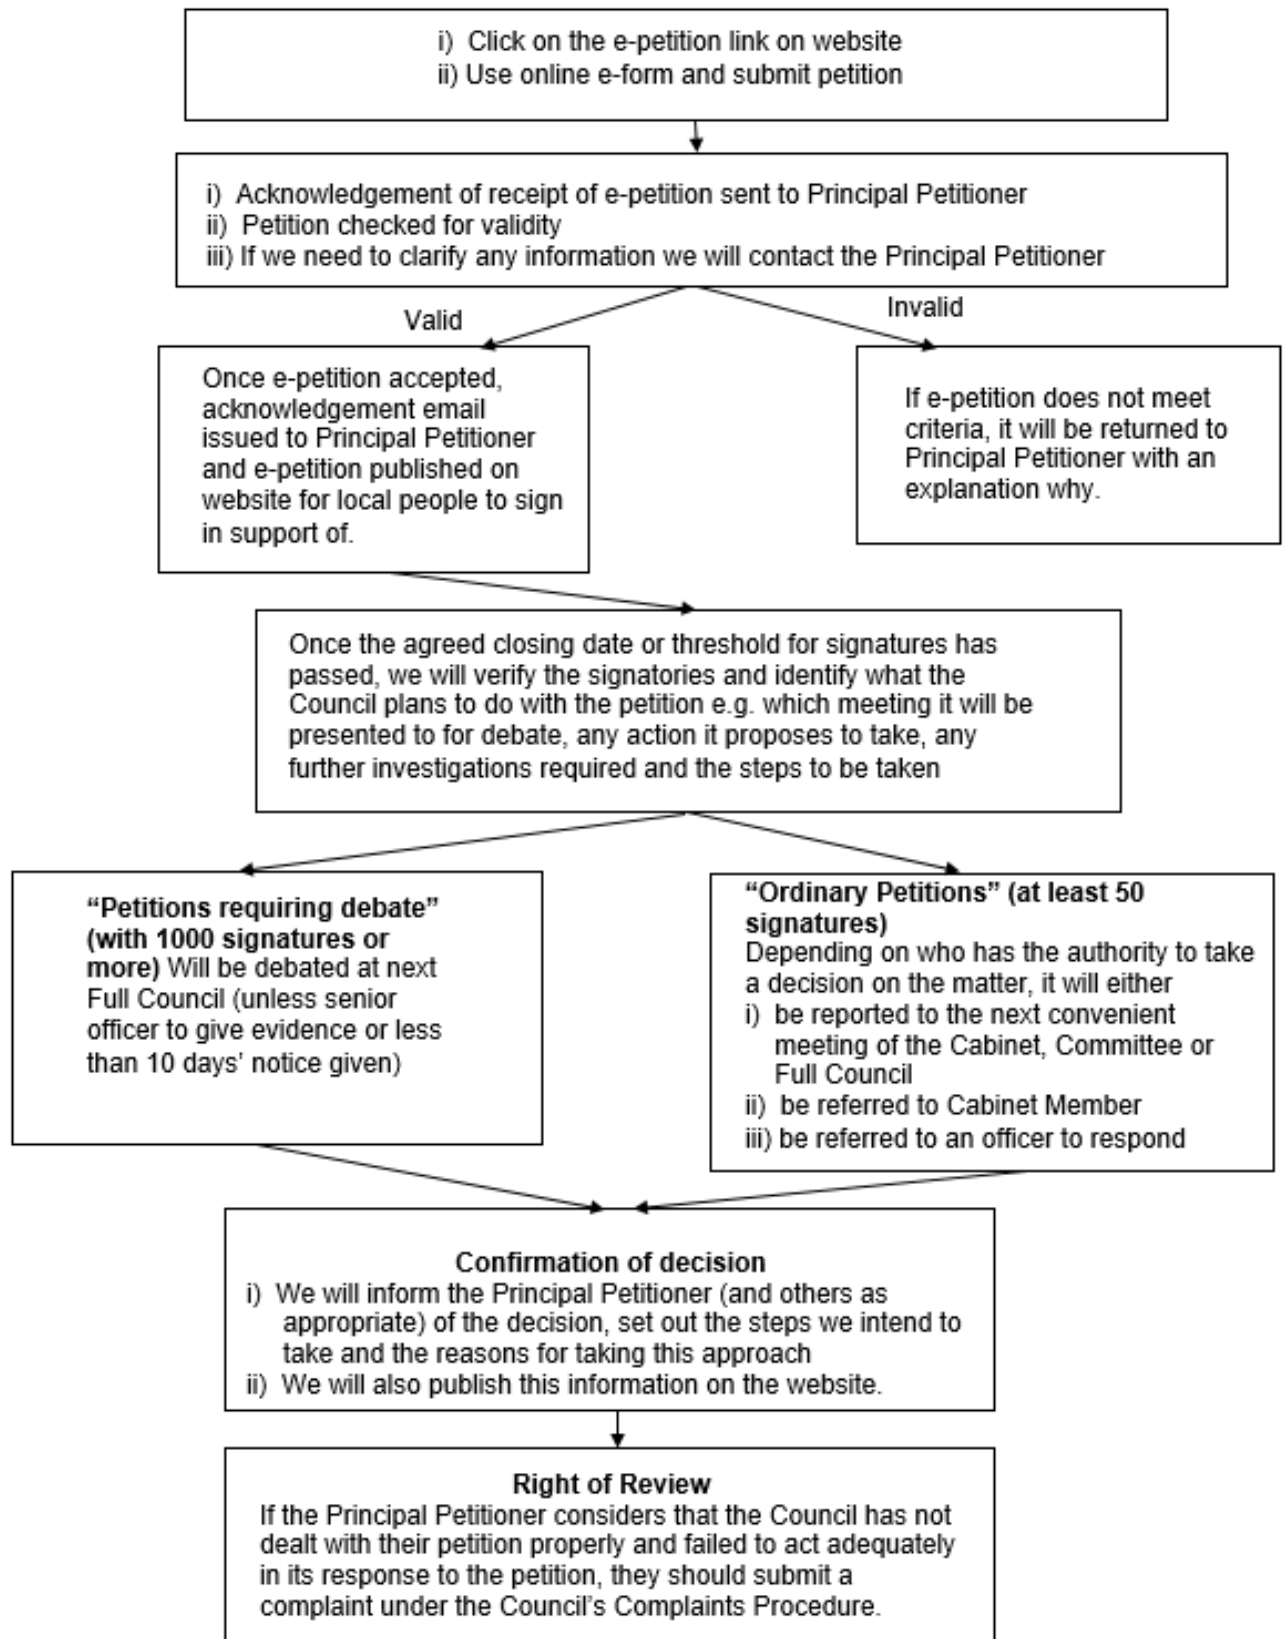 i) Click on the e-petition link on website
ii) Use online e-form and submit petition
i) Acknowledgement of receipt of e-petition sent to Principal Petitioner
ii) Petition checked for validity
iii) If we need to clarify any information we will contact the Principal Petitioner
Valid
Invalid
Once e-petition accepted,
acknowledgement email
issued to Principal Petitioner
and e-petition published on
website for local people to sign
in support of.
If e-petition does not meet
criteria, it will be returned to
Principal Petitioner with an
explanation why.
Once the agreed closing date or threshold for signatures has
passed, we will verify the signatories and identify what the
Council plans to do with the petition e.g. which meeting it will be
presented to for debate, any action it proposes to take, any
further investigations required and the steps to be taken
“Petitions requiring debate”
(with 1000 signatures or
more) Will be debated at next
Full Council (unless senior
officer to give evidence or less
than 10 days’ notice given)
“Ordinary Petitions” (at least 50
signatures)
Depending on who has the authority to take
a decision on the matter, it will either
i) be reported to the next convenient
meeting of the Cabinet, Committee or
Full Council
ii) be referred to Cabinet Member
iii) be referred to an officer to respond
Confirmation of decision
i) We will inform the Principal Petitioner (and others as
appropriate) of the decision, set out the steps we intend to
take and the reasons for taking this approach
ii) We will also publish this information on the website.
Right of Review
If the Principal Petitioner considers that the Council has not
dealt with their petition properly and failed to act adequately
in its response to the petition, they should submit a
complaint under the Council’s Complaints Procedure.